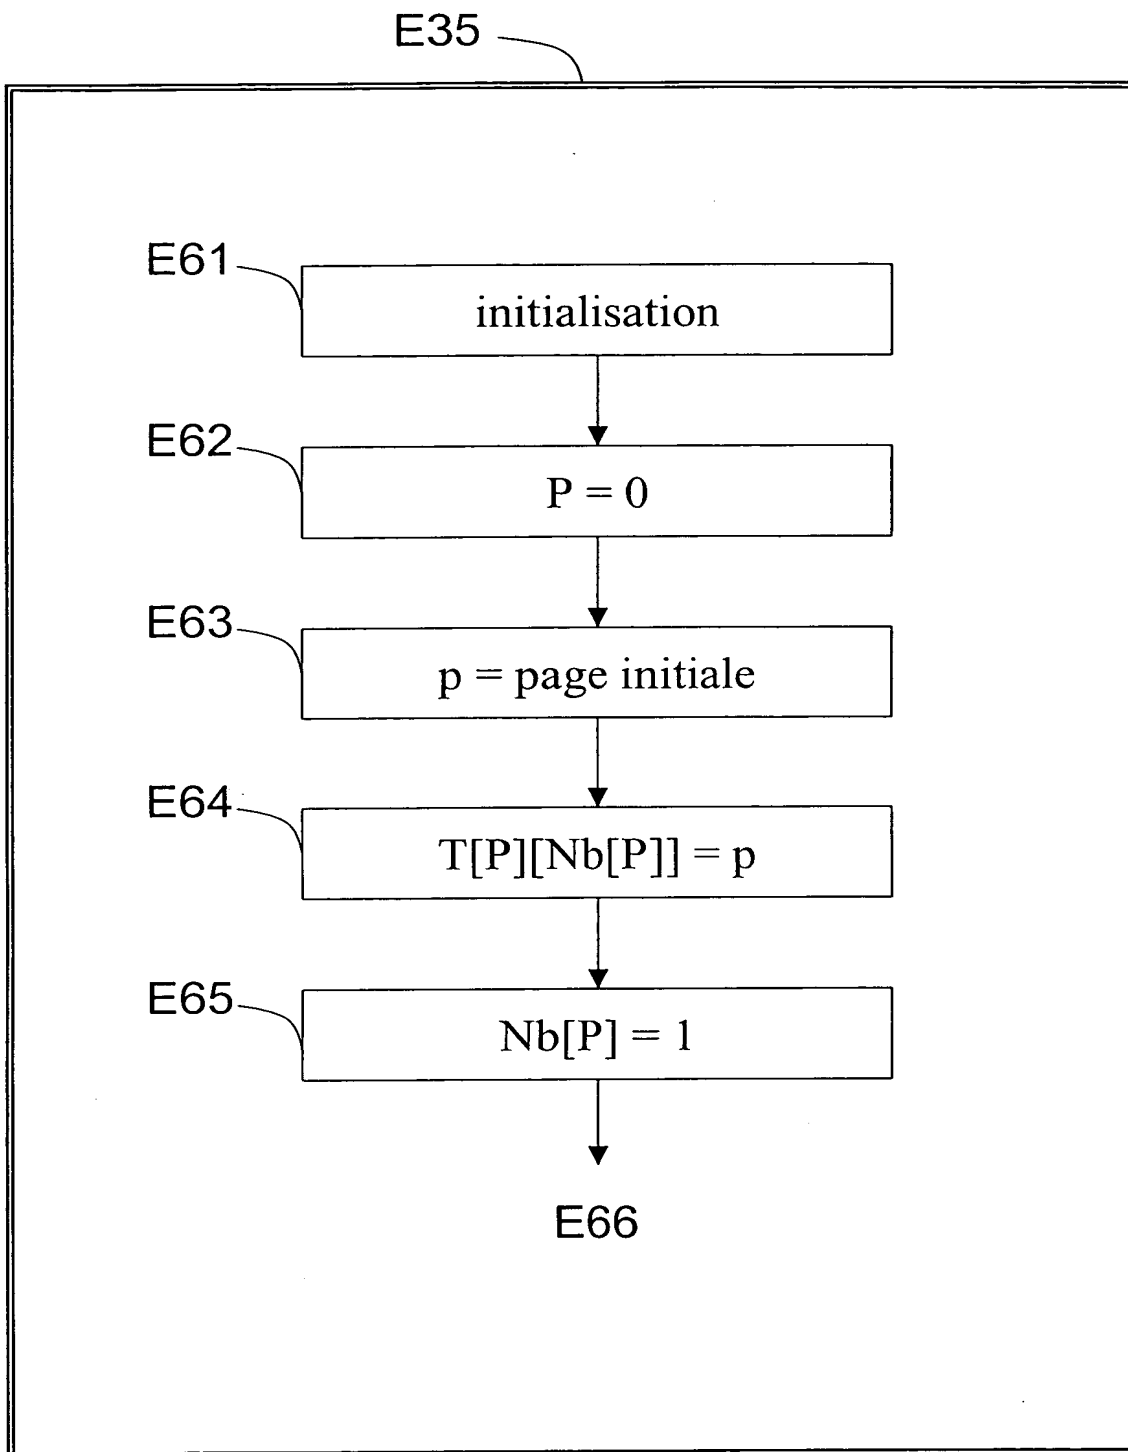 E35
E61
initialisation
E62
P = 0
E63
p = page initiale
E64
T[P][Nb[P]] = p
E65
Nb[P] = 1
E66